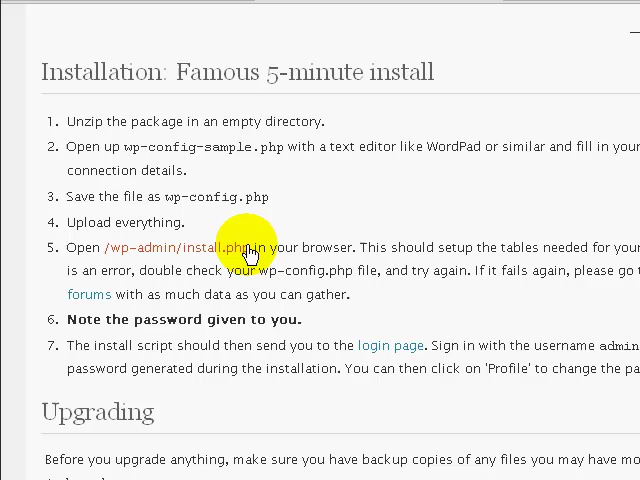 Installation: Famous 5-minute install
1. Unzip the package in an empty directory.
2. Open up wp-config-sample.php with a text editor like WordPad or similar and fill in your
connection details.
3. Save the file as wp-config.php
4. Upload everything.
5. Open /wp-admin/install.php in your browser. This should setup the tables needed for your
is an error, double check your wp-config.php file, and try again. If it fails again, please go t
forums with as much data as you can gather.
6. Note the password given to you.
7. The install script should then send you to the login page. Sign in with the username admin
password generated during the installation. You can then click on 'Profile' to change the pa
Upgrading
Before you upgrade anything, make sure you have backup copies of any files you may have mo